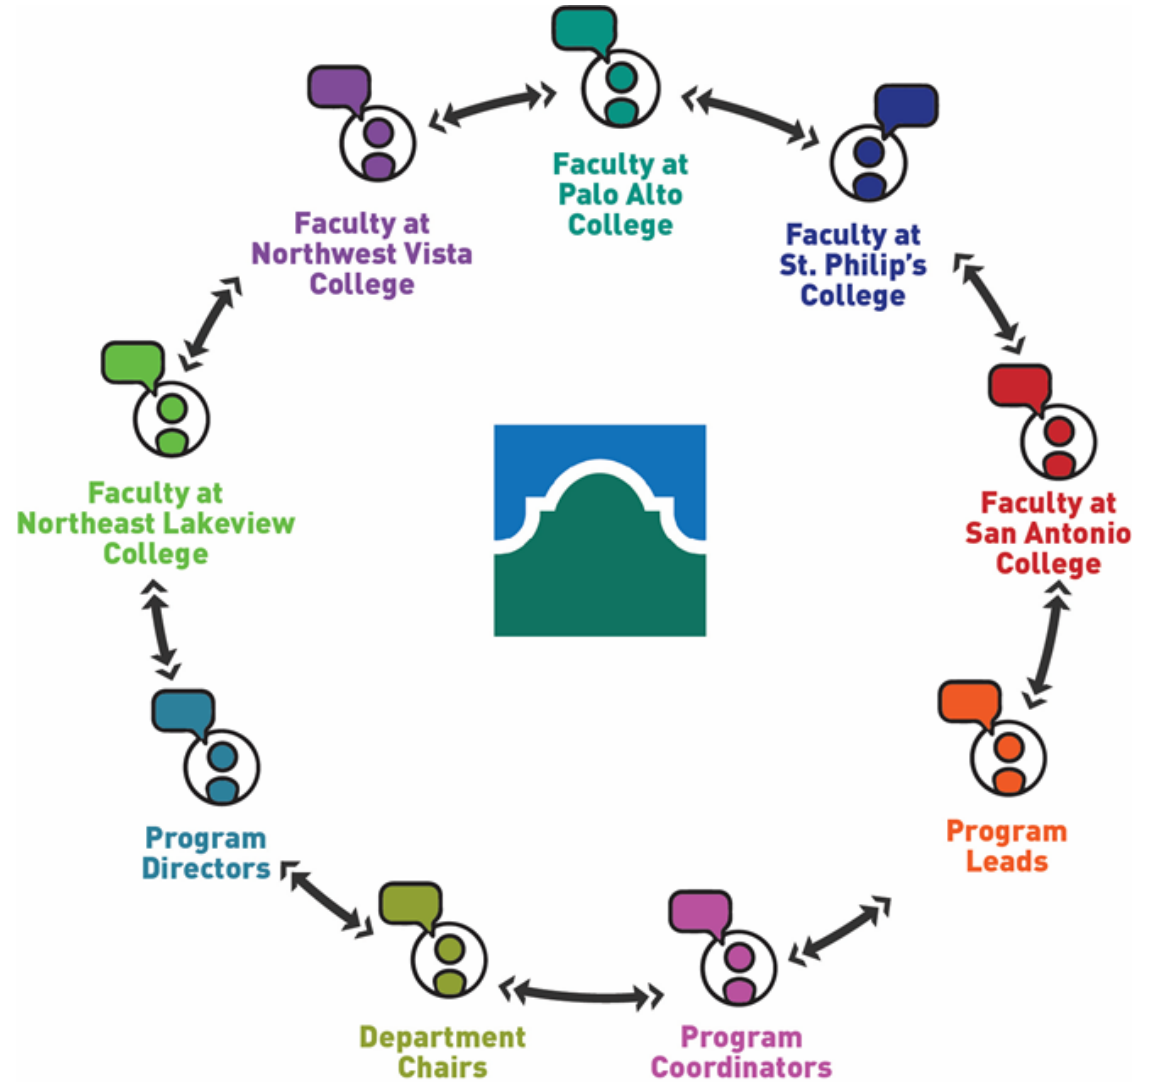 Faculty at
Palo Alto
College
Faculty at
Northwest Vista
College
Faculty at
St. Philip's
College
Faculty at
Northeast Lakeview
College
Faculty at
San Antonio
College
Program
Directors
Program
Leads
Department
Chairs
Program
Coordinators